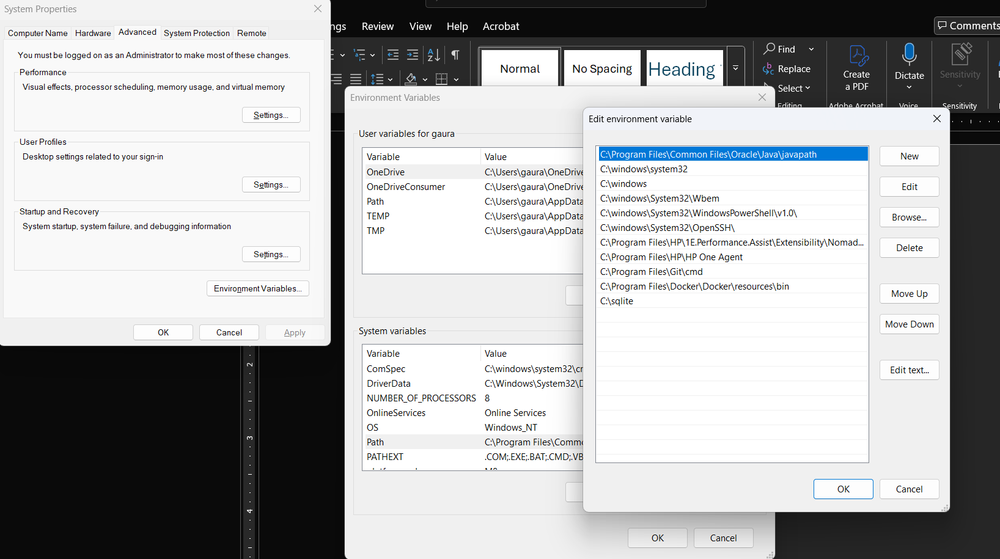 System Properties
Computer Name
Hardware
Advanced
System Protection
Remote
You must be logged on as an Administrator to make most of these changes.
Performance
Visual effects, processor scheduling, memory usage, and virtual memory
Settings...
User Profiles
Desktop settings related to your sign-in
Settings...
Startup and Recovery
System startup, system failure, and debugging information
Settings...
Environment Variables...
OK
Cancel
Apply
ngs
Review
View
Help
Acrobat
Comments
Normal
No Spacing
Heading
Find
Replace
Select
Editing
Create
a PDF
Adobe Acrobat
Dictate
Voice
Sensitivity
Sensitivity
2
3
4
Environment Variables
User variables for gaura
Variable Value
OneDrive C:\Users\gaura\OneDrive
OneDriveConsumer C:\Users\gaura\OneDrive
Path C:\Users\gaura\AppData
TEMP C:\Users\gaura\AppData
TMP C:\Users\gaura\AppData
System variables
Variable Value
ComSpec C:\windows\system32\cr
DriverData C:\Windows\System32\D
NUMBER_OF_PROCESSORS 8
OnlineServices Online Services
OS Windows_NT
Path C:\Program Files\Commo
PATHEXT .COM;.EXE;.BAT;.CMD;.VB
OK
Cancel
Edit environment variable
C:\Program Files\Common Files\Oracle\Java\javapath
C:\windows\system32
C:\windows
C:\windows\System32\Wbem
C:\windows\System32\WindowsPowerShell\v1.0\
C:\windows\System32\OpenSSH\
C:\Program Files\HP\1E.Performance.Assist\Extensibility\Nomad...
C:\Program Files\HP\HP One Agent
C:\Program Files\Git\cmd
C:\Program Files\Docker\Docker\resources\bin
C:\sqlite
New
Edit
Browse...
Delete
Move Up
Move Down
Edit text...
OK
Cancel